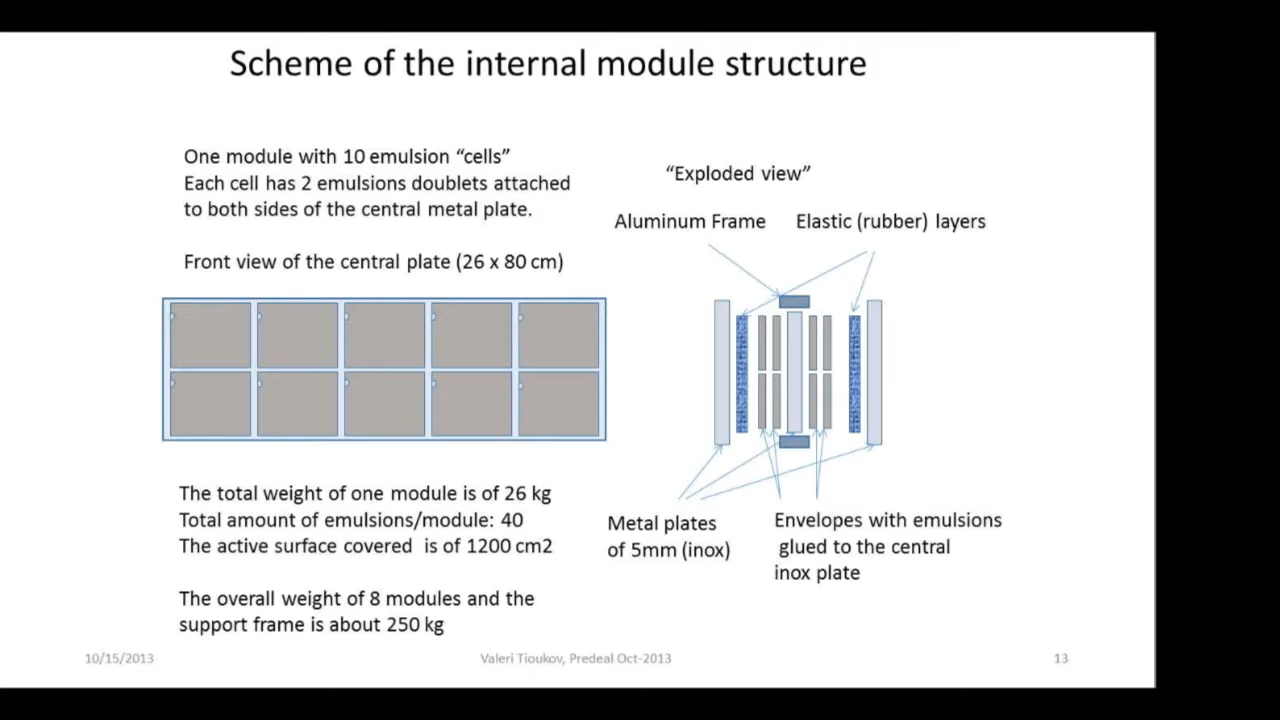 Scheme of the internal module structure
One module with 10 emulsion “cells”
Each cell has 2 emulsions doublets attached
to both sides of the central metal plate.
Front view of the central plate (26 x 80 cm)
“Exploded view”
Aluminum Frame
Elastic (rubber) layers
The total weight of one module is of 26 kg
Total amount of emulsions/module: 40
The active surface covered is of 1200 cm2
The overall weight of 8 modules and the
support frame is about 250 kg
Metal plates
of 5mm (inox)
Envelopes with emulsions
glued to the central
inox plate
10/15/2013
Valeri Tioukov, Predeal Oct-2013
13